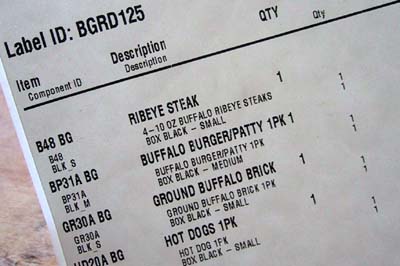 Label ID: BGRD125
Item Description QTY
Component ID Description Qty
B48 BG RIBEYE STEAK 1
B48 4-10 OZ BUFFALO RIBEYE STEAKS 1
BLK S BOX BLACK - SMALL 1
BP31A BG BUFFALO BURGER/PATTY 1PK 1
BP31A BUFFALO BURGER/PATTY 1PK 1
BLK M BOX BLACK - MEDIUM 1
GR30A BG GROUND BUFFALO BRICK 1
GR30A GROUND BUFFALO BRICK 1PK 1
BLK S BOX BLACK - SMALL 1
HD20A BG HOT DOGS 1PK 1
HOT DOG 1PK 1
BOX BLACK - SMALL 1